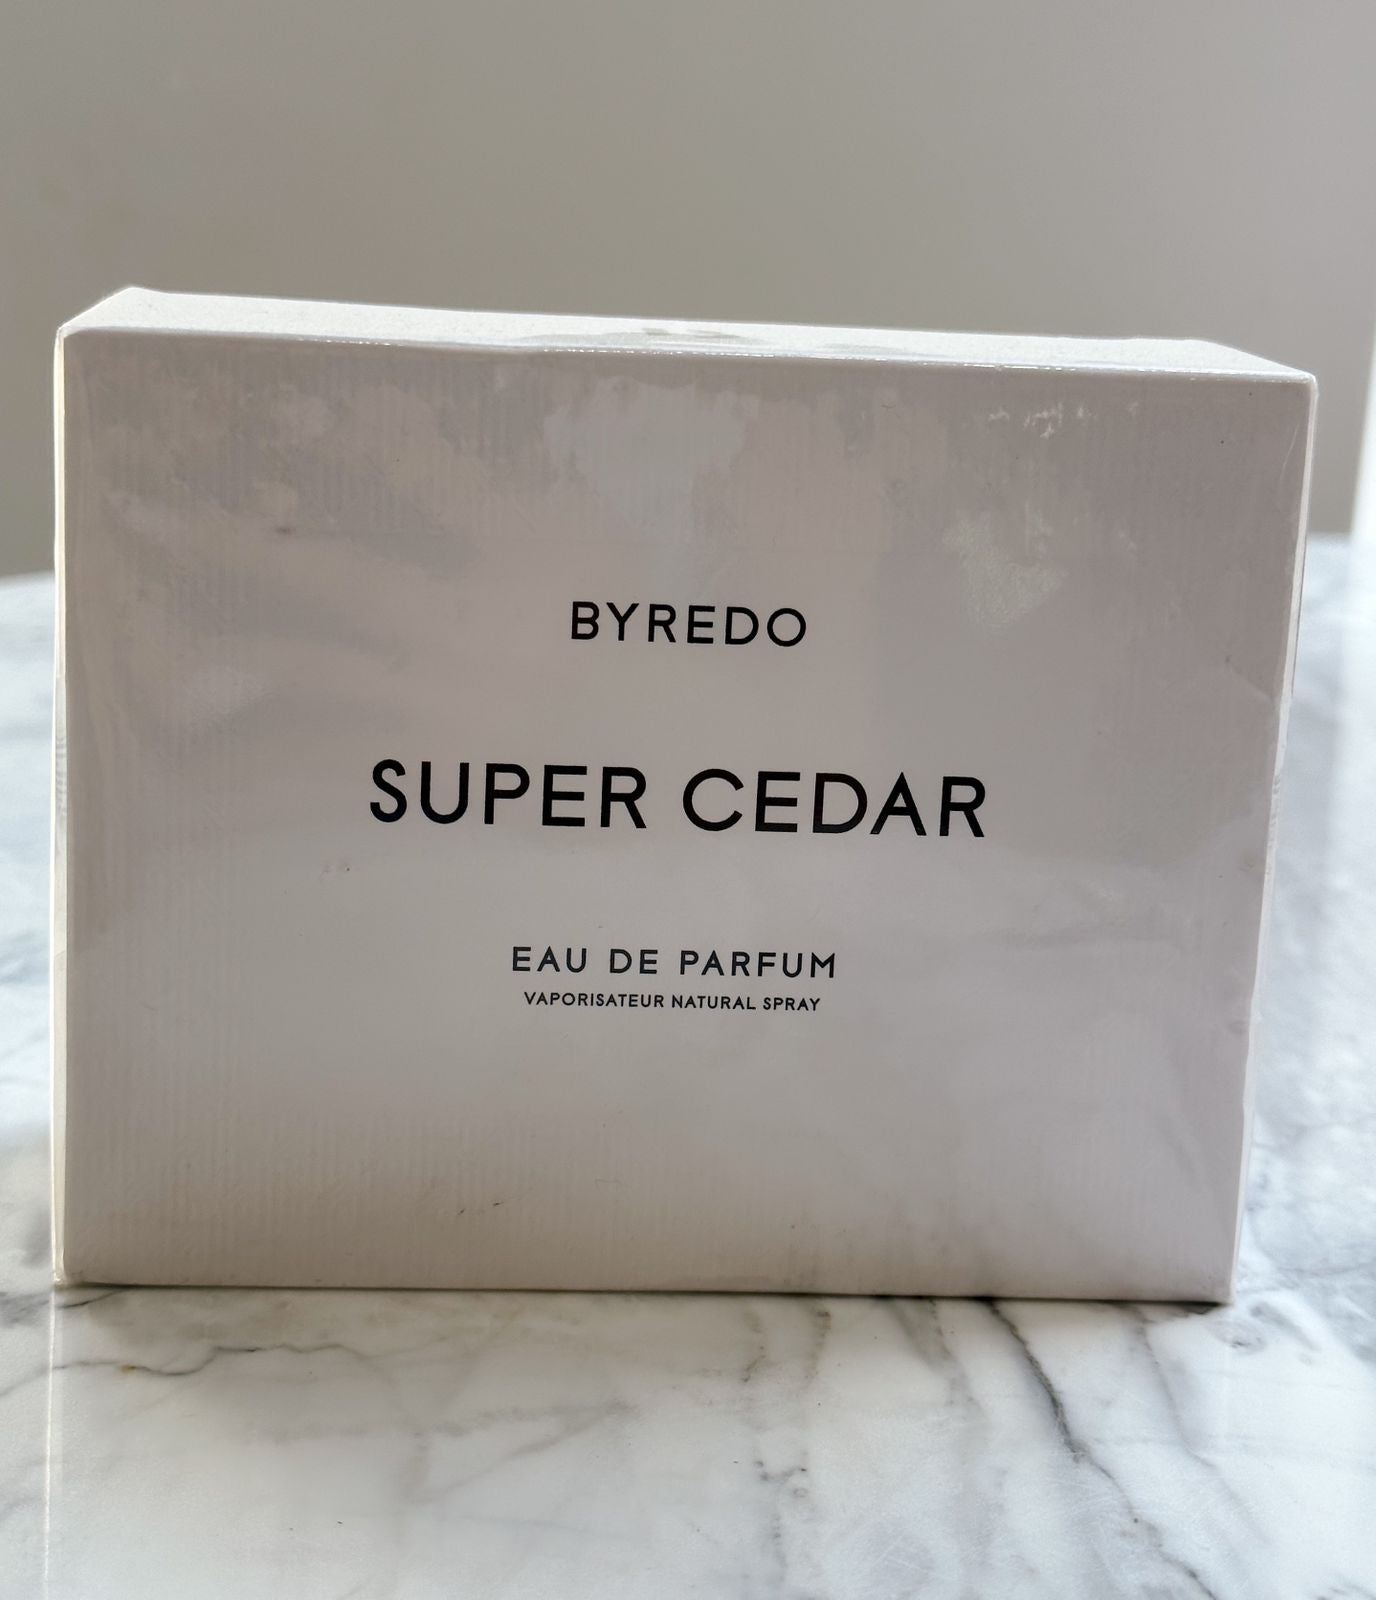 BYREDO
SUPER CEDAR
EAU DE PARFUM
VAPORISATEUR NATURAL SPRAY